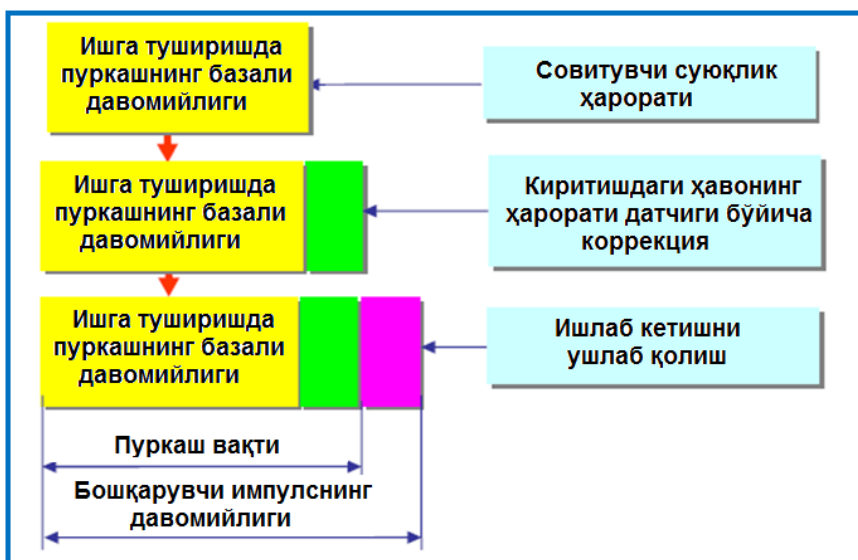 Ишга туширишда
пуркашнинг базали
давомийлиги
Совитувчи суюқлик
ҳарорати
Ишга туширишда
пуркашнинг базали
давомийлиги
Киритишдаги ҳавонинг
ҳарорати датчиги бўйича
коррекция
Ишга туширишда
пуркашнинг базали
давомийлиги
Ишлаб кетишни
ушлаб қолиш
Пуркаш вақти
Бошқарувчи импулснинг
давомийлиги